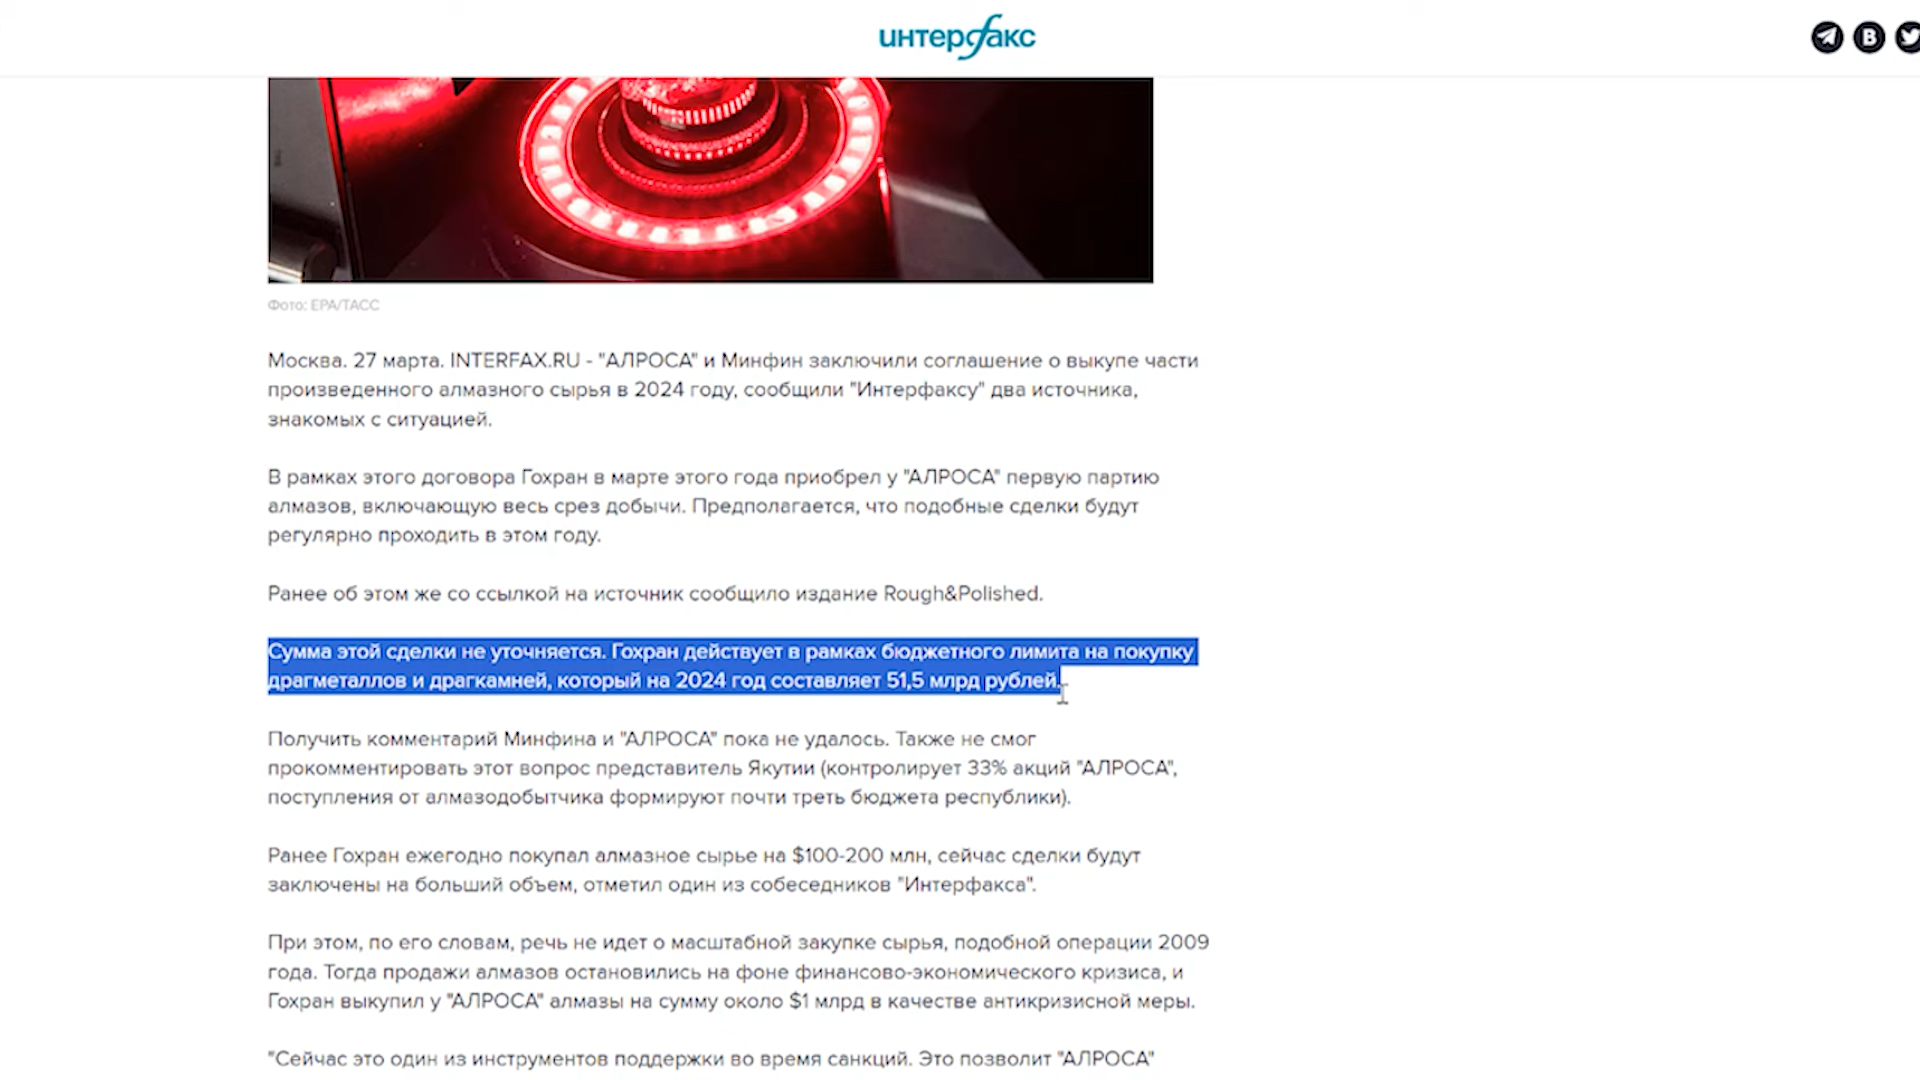 интерфакс
Фото: EPA/ТАСС
Москва. 27 марта. INTERFAX.RU - "АЛРОСА" и Минфин заключили соглашение о выкупе части
произведенного алмазного сырья в 2024 году, сообщили "Интерфаксу" два источника,
знакомых с ситуацией.
В рамках этого договора Гохран в марте этого года приобрел у "АЛРОСА" первую партию
алмазов, включающую весь срез добычи. Предполагается, что подобные сделки будут
регулярно проходить в этом году.
Ранее об этом же со ссылкой на источник сообщило издание Rough&Polished.
Сумма этой сделки не уточняется. Гохран действует в рамках бюджетного лимита на покупку
драгметаллов и драгкамней, который на 2024 год составляет 51,5 млрд рублей.
Получить комментарий Минфина и "АЛРОСА" пока не удалось. Также не смог
прокомментировать этот вопрос представитель Якутии (контролирует 33% акций "АЛРОСА",
поступления от алмазодобытчика формируют почти треть бюджета республики).
Ранее Гохран ежегодно покупал алмазное сырье на $100-200 млн, сейчас сделки будут
заключены на больший объем, отметил один из собеседников "Интерфакса".
При этом, по его словам, речь не идет о масштабной закупке сырья, подобной операции 2009
года. Тогда продажи алмазов остановились на фоне финансово-экономического кризиса, и
Гохран выкупил у "АЛРОСА" алмазы на сумму около $1 млрд в качестве антикризисной меры.
"Сейчас это один из инструментов поддержки во время санкций. Это позволит "АЛРОСА"